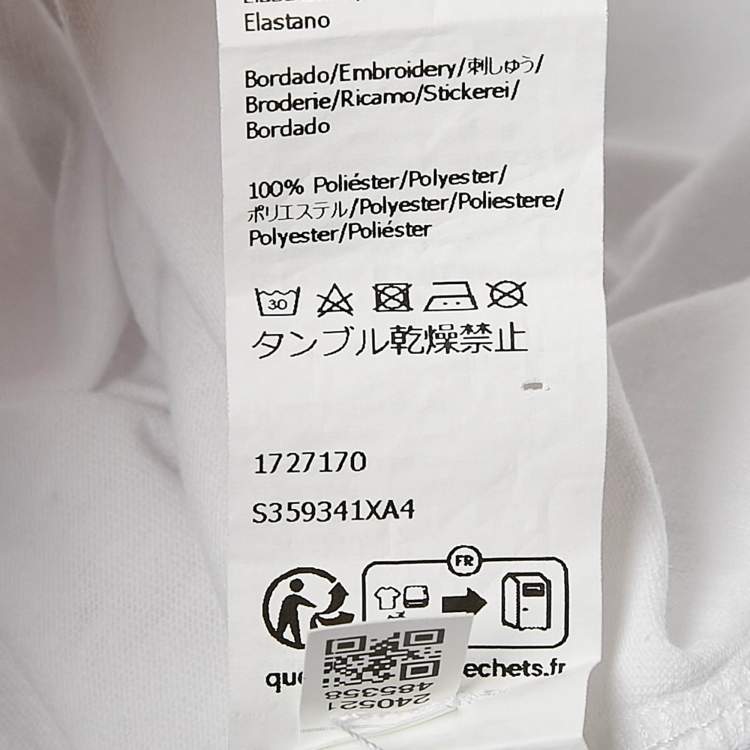 Elastano
Bordado/Embroidery/刺しゅう/
Broderie/Ricamo/Stickerei/
Bordado
100% Poliéster/Polyester/
ポリエステル/Polyester/Poliestere/
Polyester/Poliéster
30
タンブル乾燥禁止
1727170
S359341XA4
FR
echets.fr
240521
485358